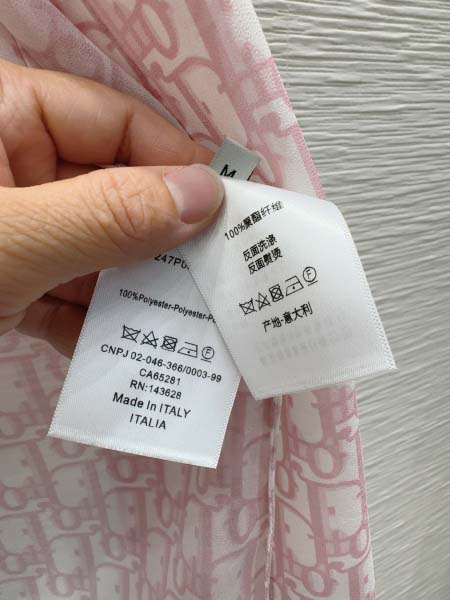 M
247P0
100%Polyester-Polyester-P
CNPJ 02-046-366/0003-99
CA65281
RN:143628
Made In ITALY
ITALIA
100%聚酯纤维
反面洗涤
反面熨烫
F
产地:意大利